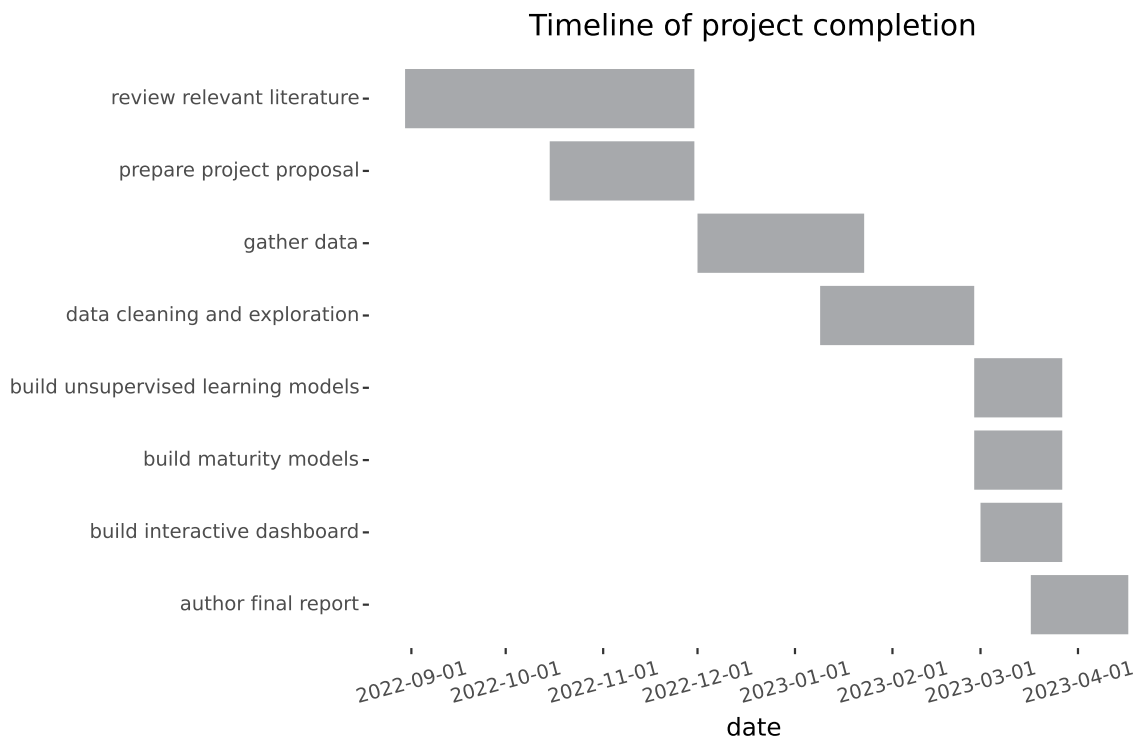 Timeline of project completion
review relevant literature
prepare project proposal
gather data
data cleaning and exploration
build unsupervised learning models
build maturity models
build interactive dashboard
author final report
2022-09-01
2022-10-01
2022-11-01
2022-12-01
2023-01-01
2023-02-01
2023-03-01
2023-04-01
date